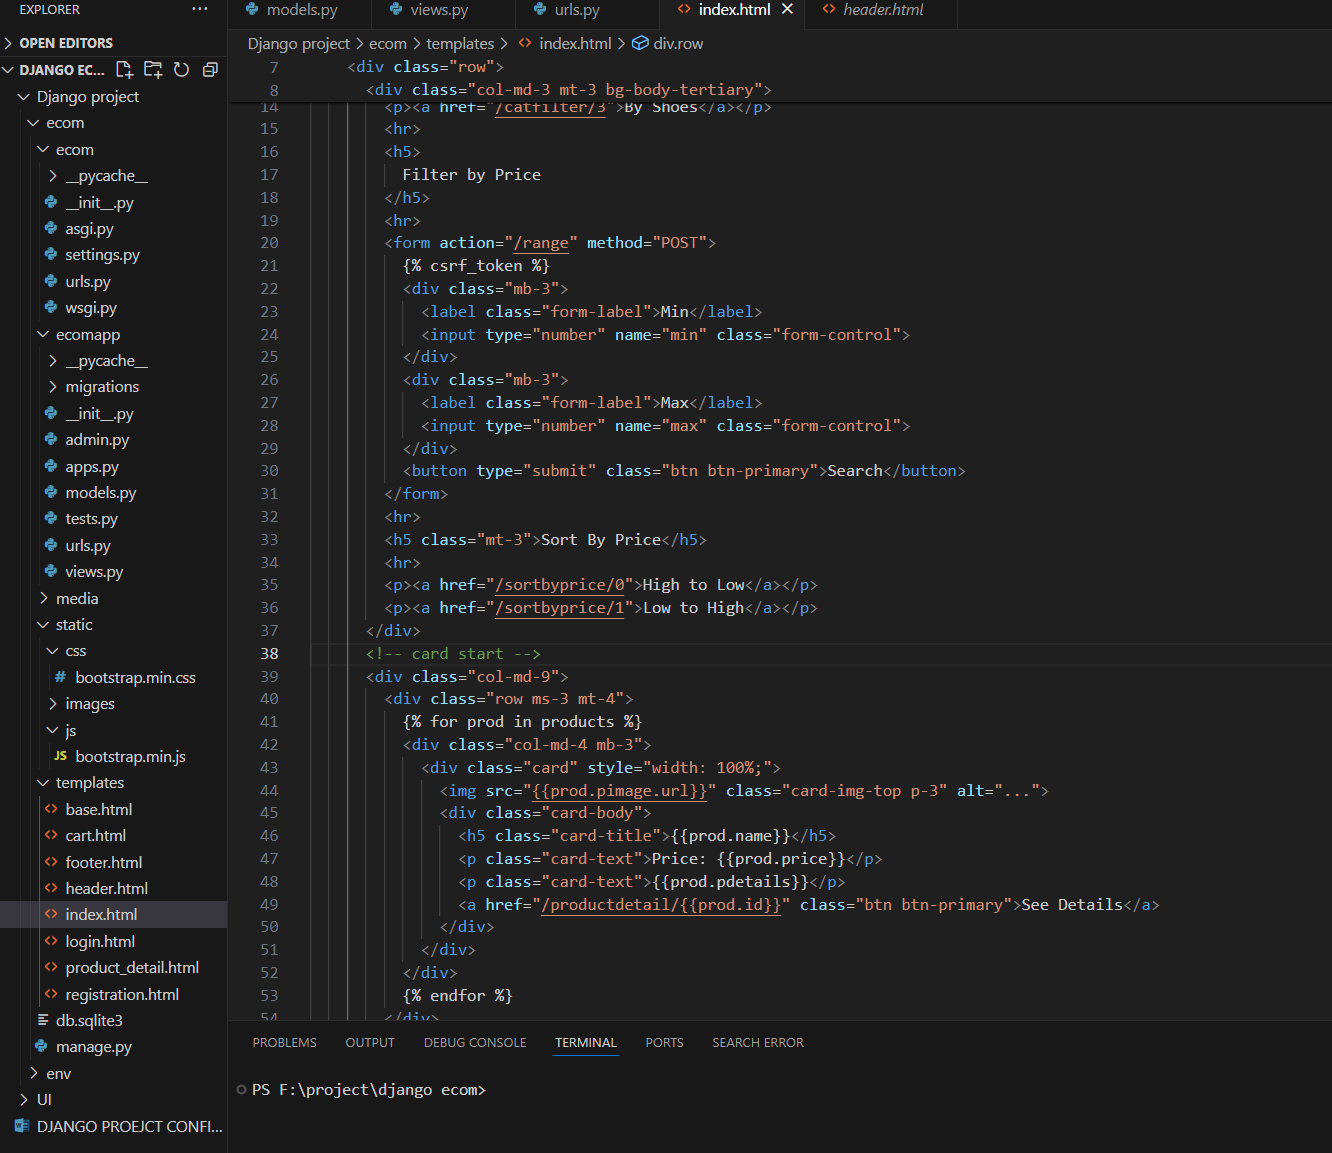 EXPLORER
···
models.py
views.py
urls.py
index.html
header.html
OPEN EDITORS
DJANGO EC...
Django project > ecom > templates > index.html > div.row
Django project
ecom
ecom
__pycache__
__init__.py
asgi.py
settings.py
urls.py
wsgi.py
ecomapp
__pycache__
migrations
__init__.py
admin.py
apps.py
models.py
tests.py
urls.py
views.py
media
static
css
bootstrap.min.css
images
js
JS bootstrap.min.js
templates
base.html
cart.html
footer.html
header.html
index.html
login.html
product_detail.html
registration.html
db.sqlite3
manage.py
env
UI
DJANGO PROEJCT CONFI...
7 <div class="row">
8 <div class="col-md-3 mt-3 bg-body-tertiary">
14 <p><a href="/catfilter/3">By Shoes</a></p>
15 <hr>
16 <h5>
17 Filter by Price
18 </h5>
19 <hr>
20 <form action="/range" method="POST">
21 {% csrf_token %}
22 <div class="mb-3">
23 <label class="form-label">Min</label>
24 <input type="number" name="min" class="form-control">
25 </div>
26 <div class="mb-3">
27 <label class="form-label">Max</label>
28 <input type="number" name="max" class="form-control">
29 </div>
30 <button type="submit" class="btn btn-primary">Search</button>
31 </form>
32 <hr>
33 <h5 class="mt-3">Sort By Price</h5>
34 <hr>
35 <p><a href="/sortbyprice/0">High to Low</a></p>
36 <p><a href="/sortbyprice/1">Low to High</a></p>
37 </div>
38 <!-- card start -->
39 <div class="col-md-9">
40 <div class="row ms-3 mt-4">
41 {% for prod in products %}
42 <div class="col-md-4 mb-3">
43 <div class="card" style="width: 100%;">
44 <img src="{{prod.pimage.url}}" class="card-img-top p-3" alt="...">
45 <div class="card-body">
46 <h5 class="card-title">{{prod.name}}</h5>
47 <p class="card-text">Price: {{prod.price}}</p>
48 <p class="card-text">{{prod.pdetails}}</p>
49 <a href="/productdetail/{{prod.id}}" class="btn btn-primary">See Details</a>
50 </div>
51 </div>
52 </div>
53 {% endfor %}
54 </div>
PROBLEMS OUTPUT DEBUG CONSOLE TERMINAL PORTS SEARCH ERROR
PS F:\project\django ecom>